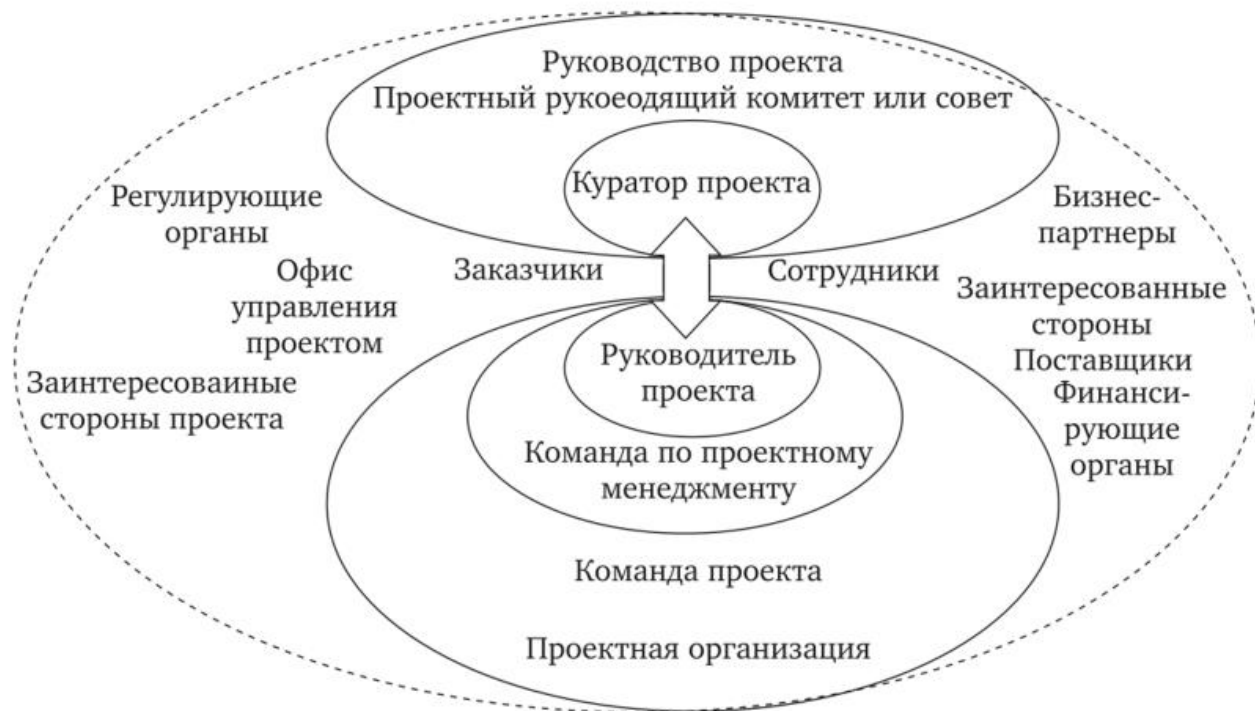 Руководство проекта
Проектный рукоеодящий комитет или совет
Куратор проекта
Регулирующие
органы
Бизнес-
партнеры
Офис
управления
проектом
Заказчики
Сотрудники
Заинтересованные
стороны
Поставщики
Финанси-
рующие
органы
Заинтересоваиные
стороны проекта
Руководитель
проекта
Команда по проектному
менеджменту
Команда проекта
Проектная организация